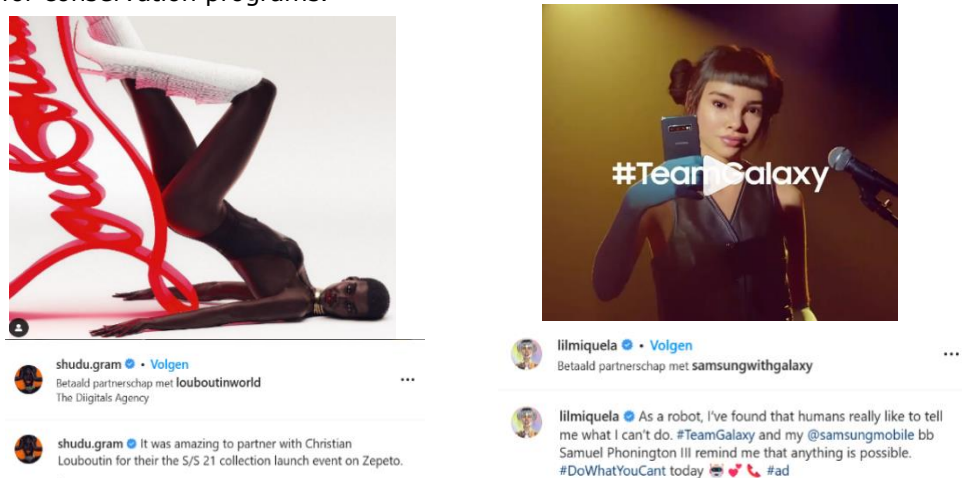 for conservation programs.
#TeamGalaxy
shudu.gram • Volgen
Betaald partnerschap met louboutinworld
The Diigitals Agency
shudu.gram It was amazing to partner with Christian
Louboutin for their the S/S 21 collection launch event on Zepeto.
lilmiquela • Volgen
Betaald partnerschap met samsungwithgalaxy
lilmiquela As a robot, I've found that humans really like to tell
me what I can't do. #TeamGalaxy and my @samsungmobile bb
Samuel Phonington III remind me that anything is possible.
#DoWhatYouCant today 🤖 💕 📞 #ad